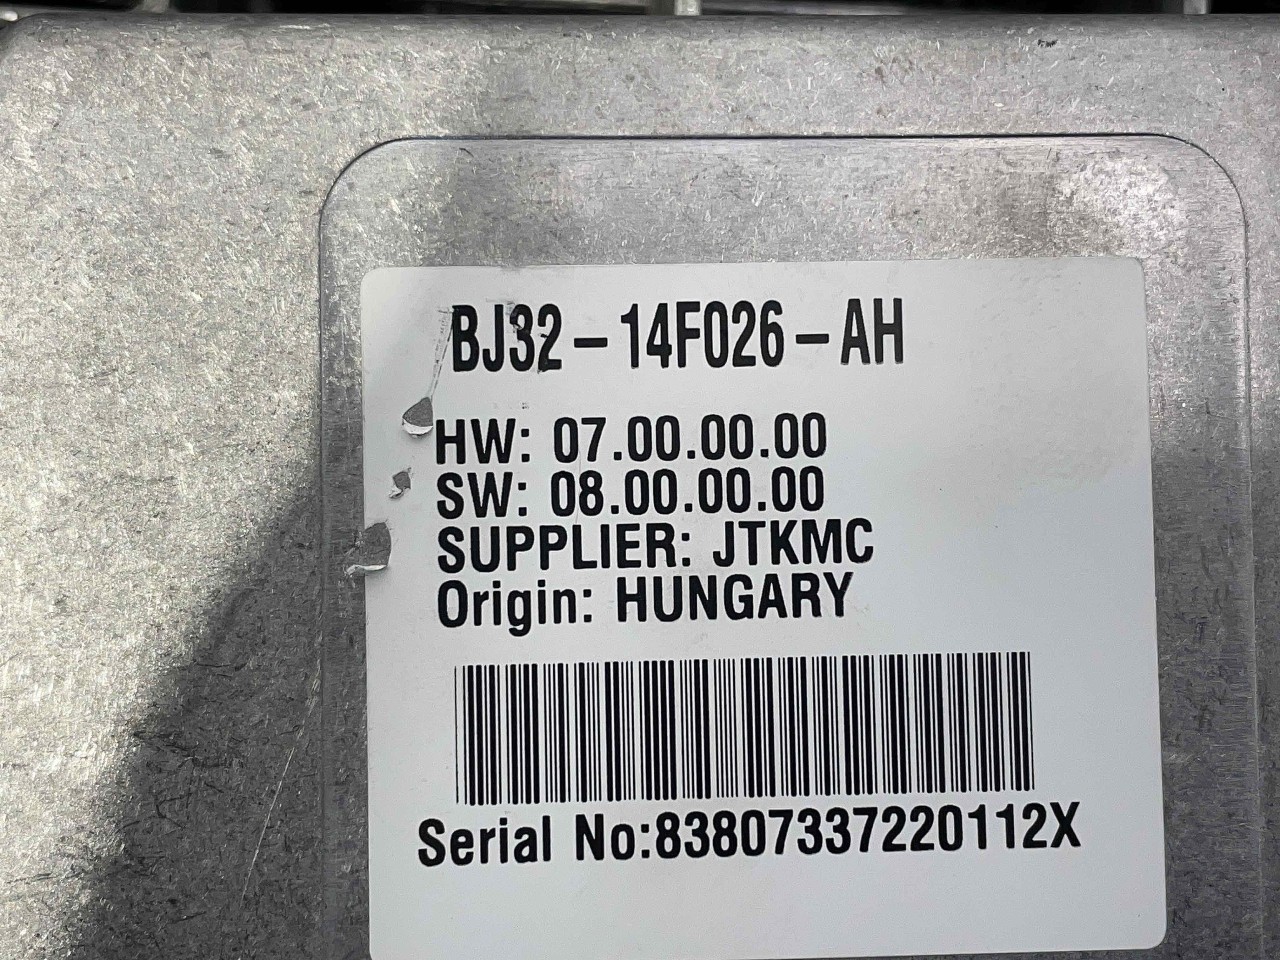 BJ32-14F026-AH
HW: 07.00.00.00
SW: 08.00.00.00
SUPPLIER: JTKMC
Origin: HUNGARY
Serial No:83807337220112X